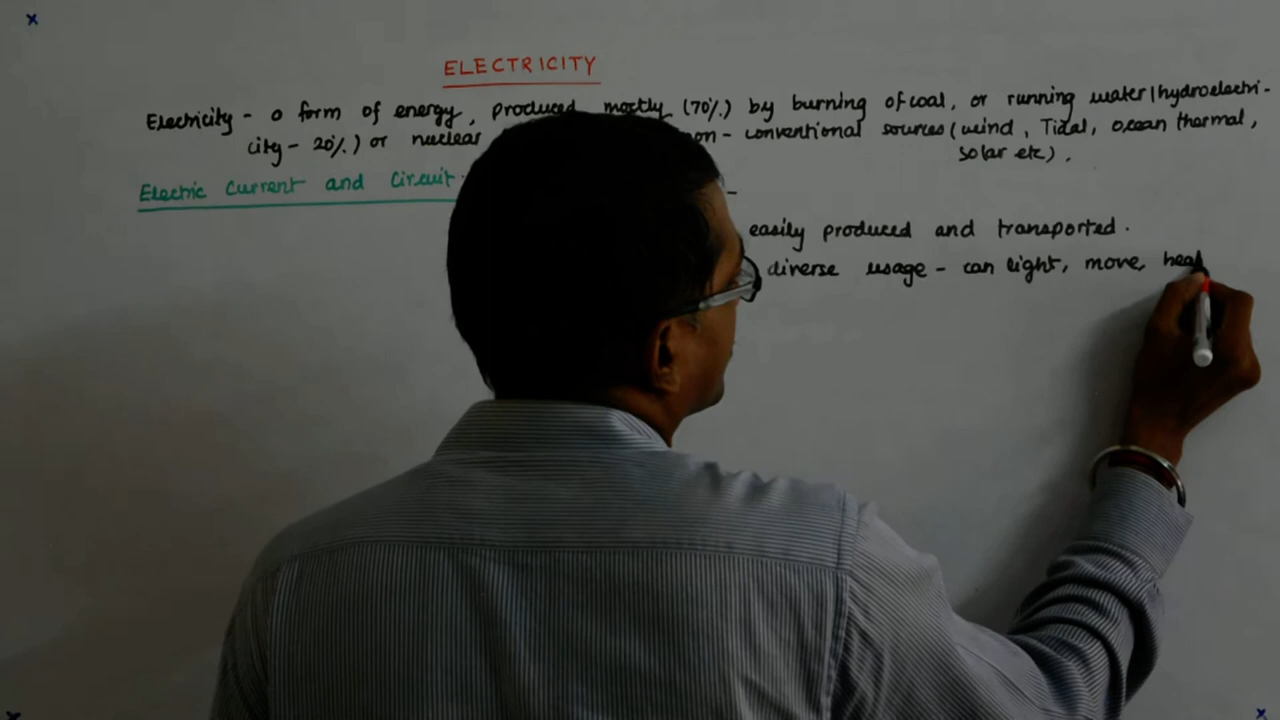 ELECTRICITY
Electricity - a form of energy, produced mostly (70%) by burning of coal, or running water (hydroelectri-
city - 20%) or nuclear non - conventional sources (wind, Tidal, ocean thermal,
solar etc).
Electric Current and Circuit. -
easily produced and transported.
diverse usage - can light, move, heat